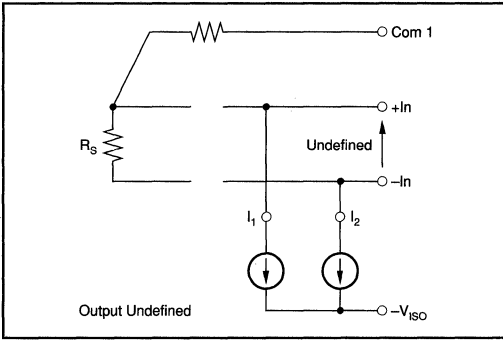 Com 1
+In
R_S
Undefined
–In
I_1
I_2
Output Undefined
–V_ISO